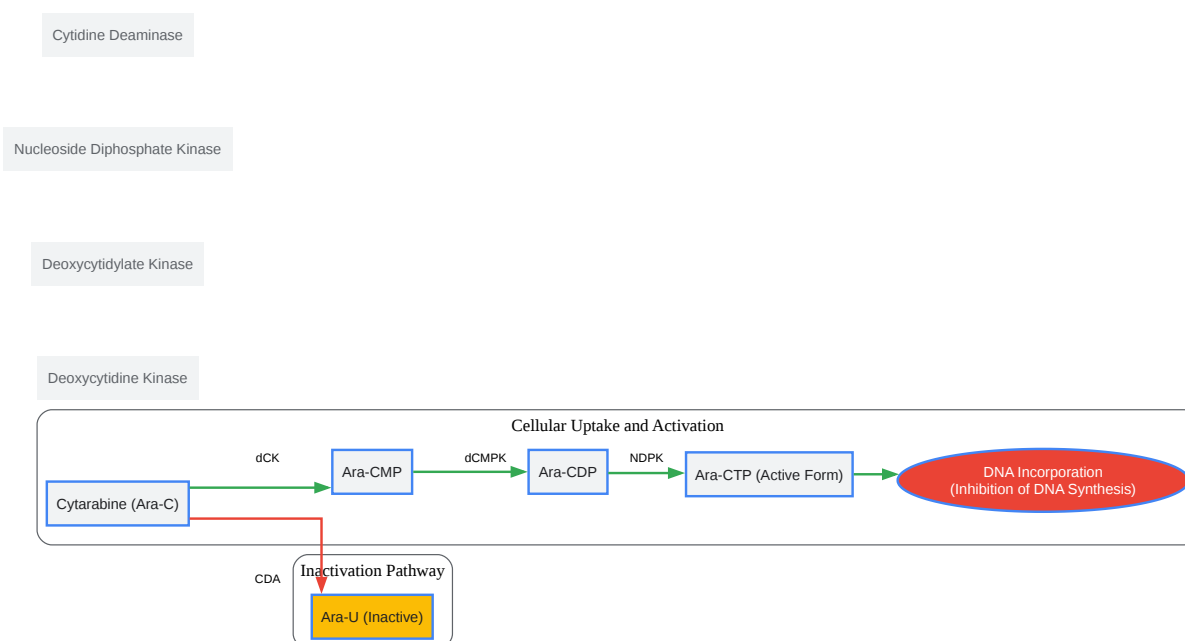 Cytidine Deaminase
Nucleoside Diphosphate Kinase
Deoxycytidylate Kinase
Deoxycytidine Kinase
Cellular Uptake and Activation
dCK
dCMPK
NDPK
Ara-CMP
Ara-CDP
Ara-CTP (Active Form)
DNA Incorporation
(Inhibition of DNA Synthesis)
Cytarabine (Ara-C)
Inactivation Pathway
CDA
Ara-U (Inactive)